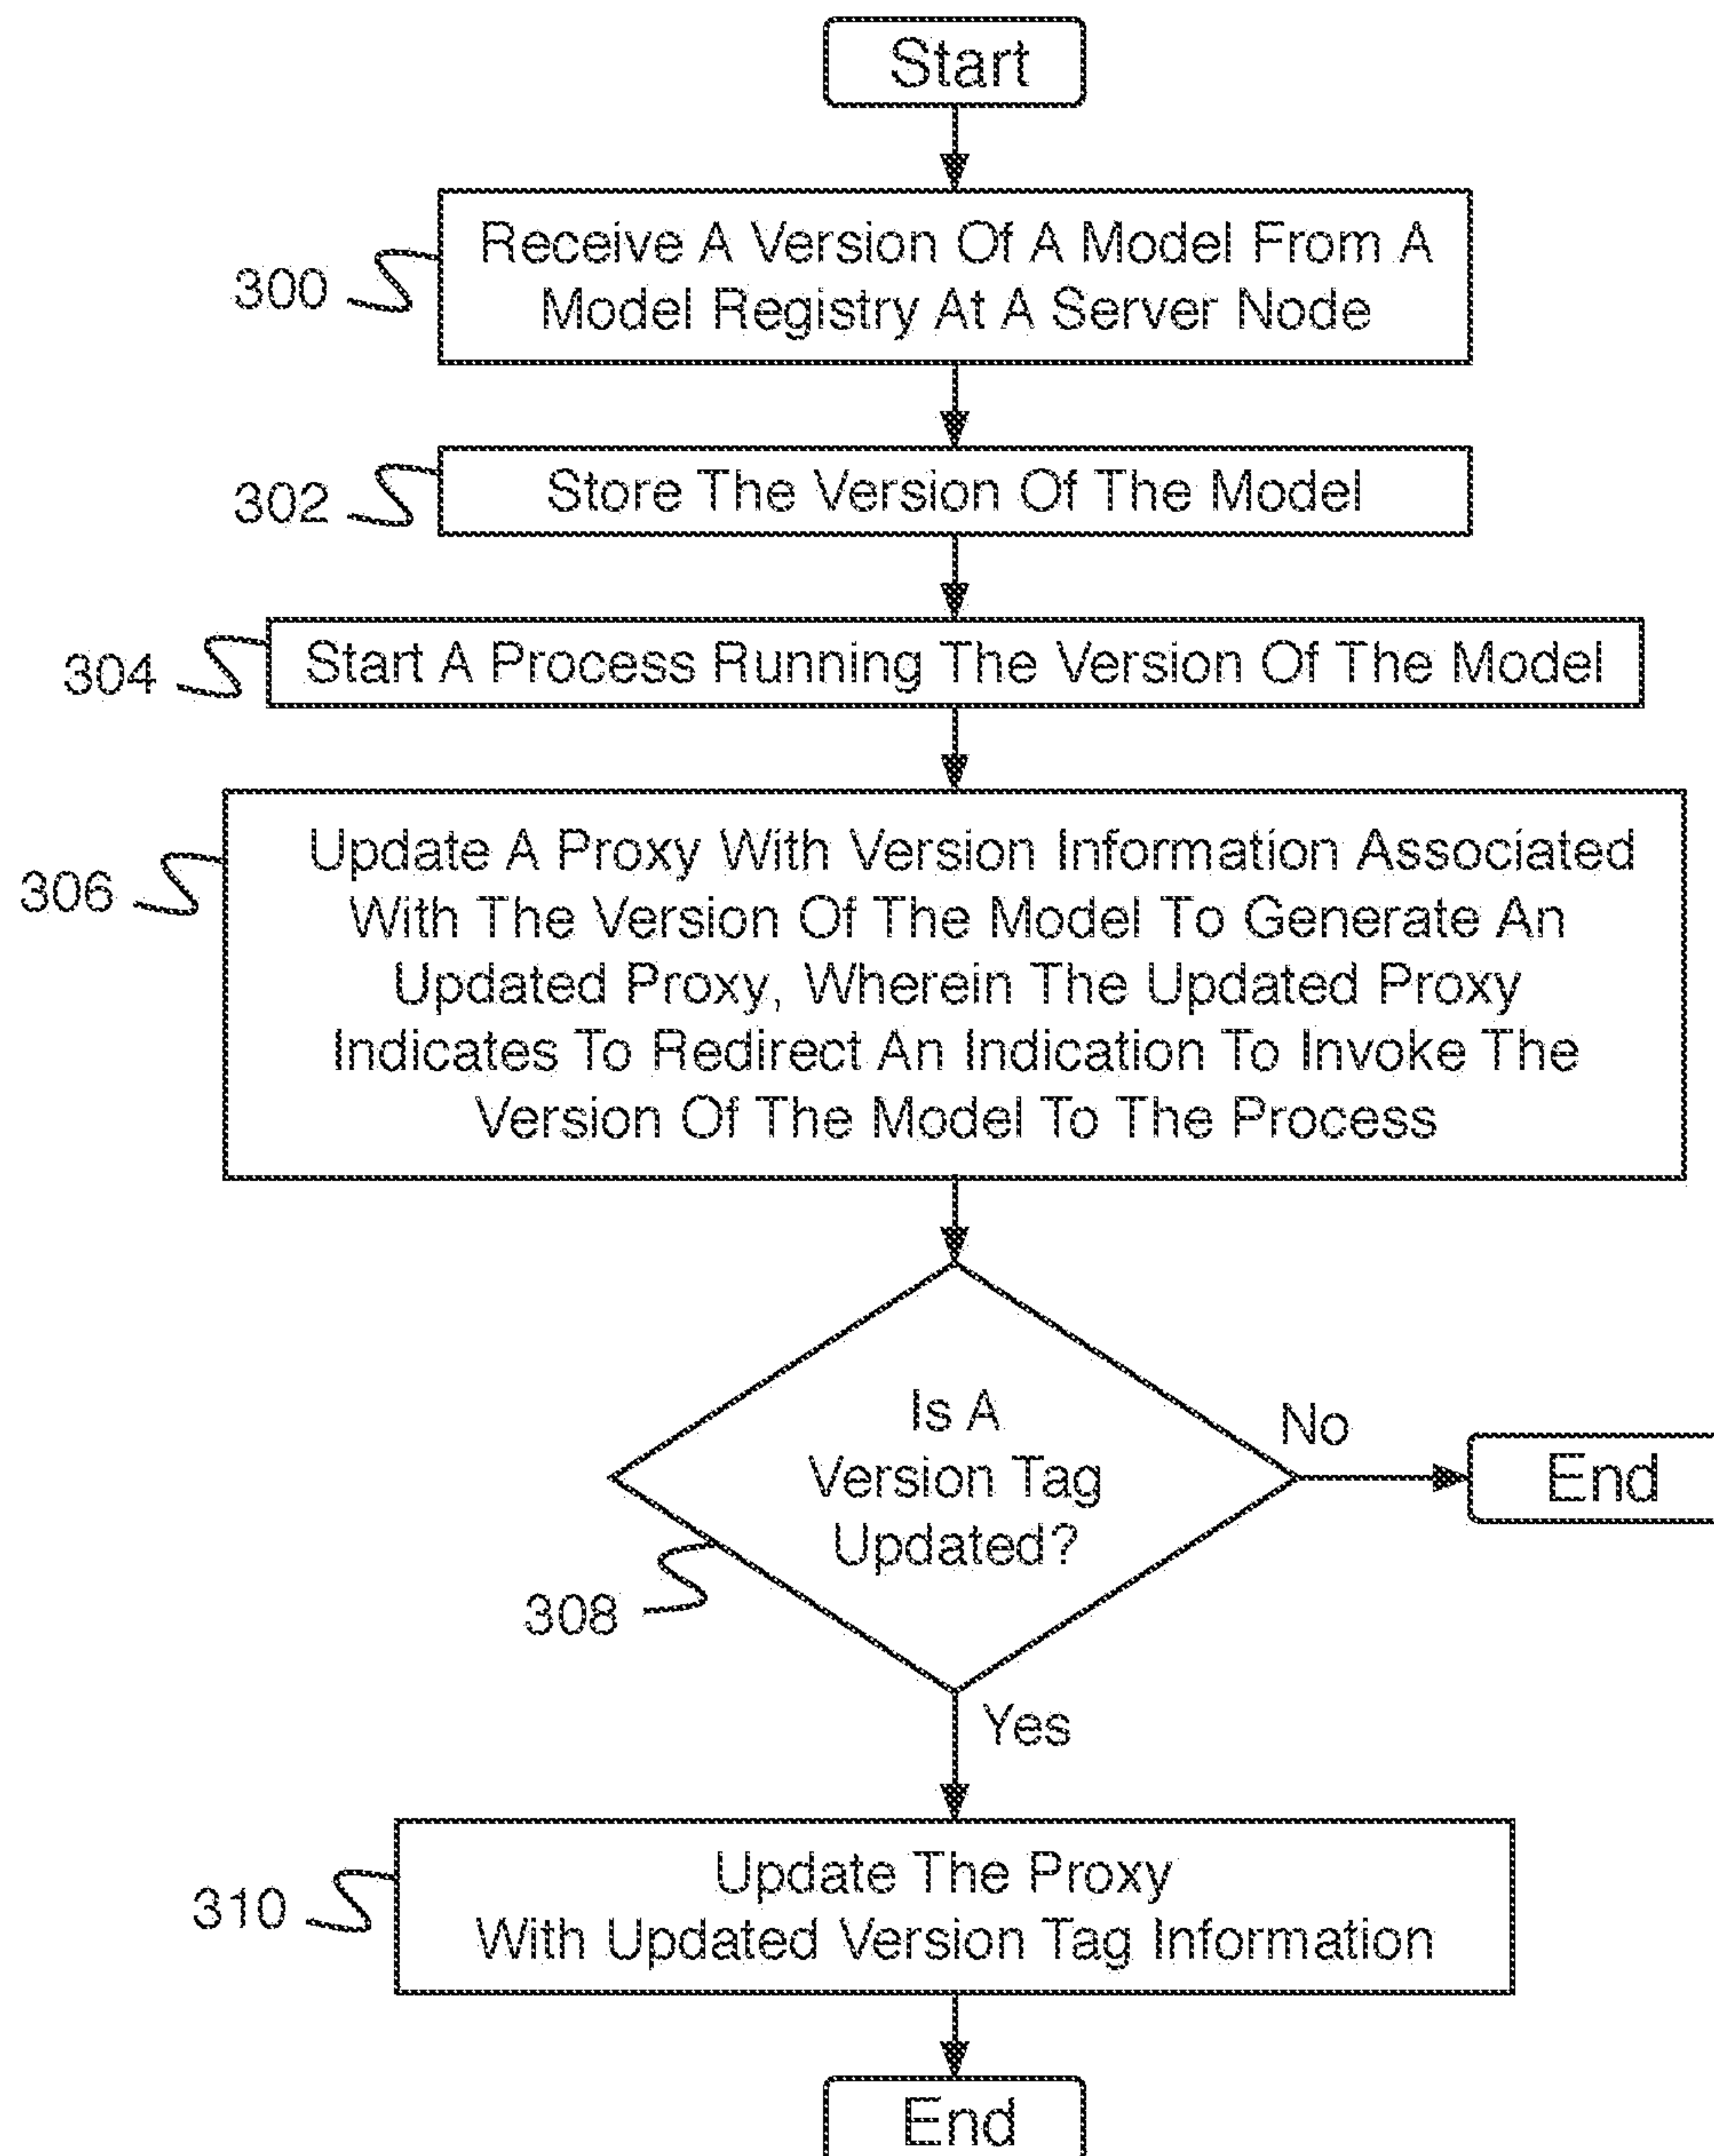 Start
300
Receive A Version Of A Model From A
Model Registry At A Server Node
302
Store The Version Of The Model
304
Start A Process Running The Version Of The Model
306
Update A Proxy With Version Information Associated
With The Version Of The Model To Generate An
Updated Proxy, Wherein The Updated Proxy
Indicates To Redirect An Indication To Invoke The
Version Of The Model To The Process
308
Is A
Version Tag
Updated?
No
End
Yes
310
Update The Proxy
With Updated Version Tag Information
End